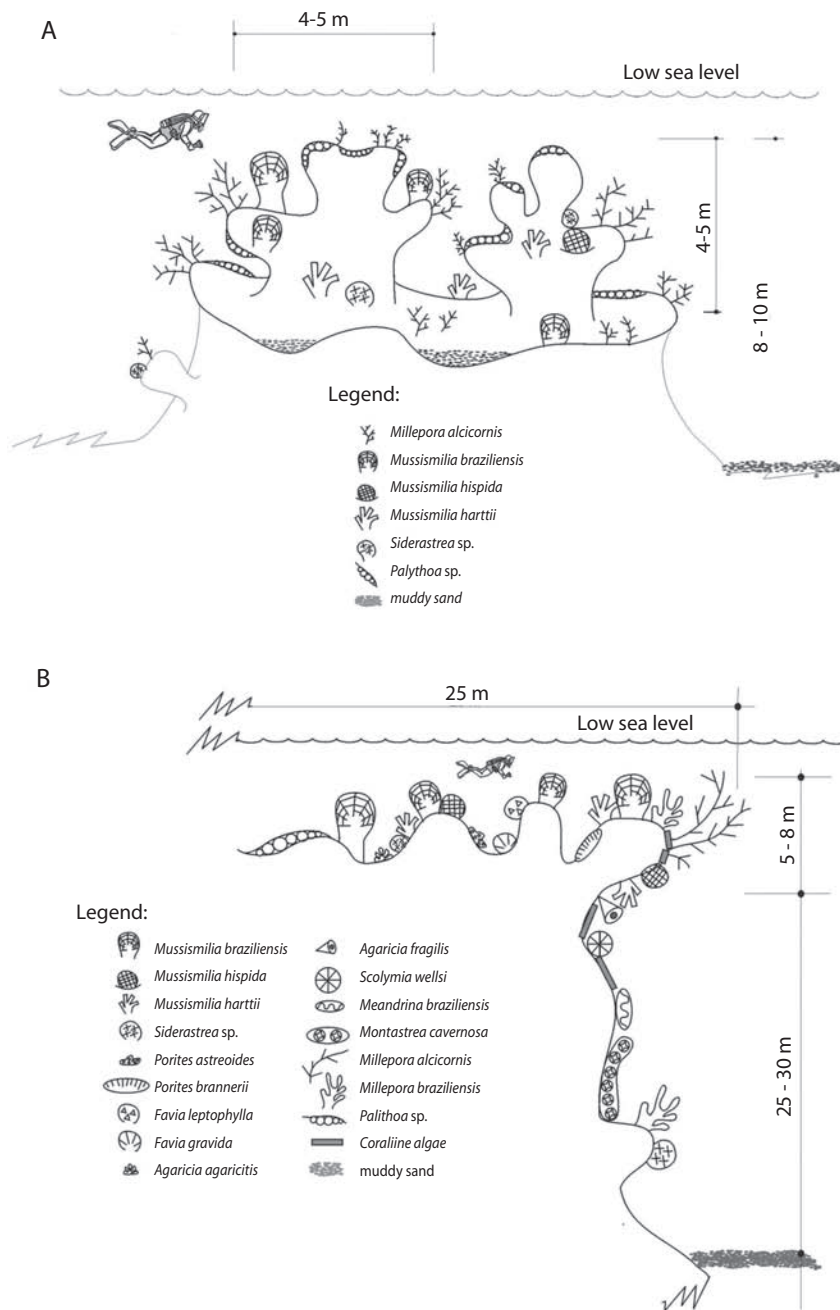 A
4-5 m
Low sea level
4-5 m
8 - 10 m
Legend:
Millepora alcicornis
Mussismilia braziliensis
Mussismilia hispida
Mussismilia harttii
Siderastrea sp.
Palythoa sp.
muddy sand
B
25 m
Low sea level
5 - 8 m
25 - 30 m
Legend:
Mussismilia braziliensis
Mussismilia hispida
Mussismilia harttii
Siderastrea sp.
Porites astreoides
Porites brannerii
Favia leptophylla
Favia gravida
Agaricia agaricitis
Agaricia fragilis
Scolymia wellsi
Meandrina braziliensis
Montastrea cavernosa
Millepora alcicornis
Millepora braziliensis
Palithoa sp.
Coraliine algae
muddy sand